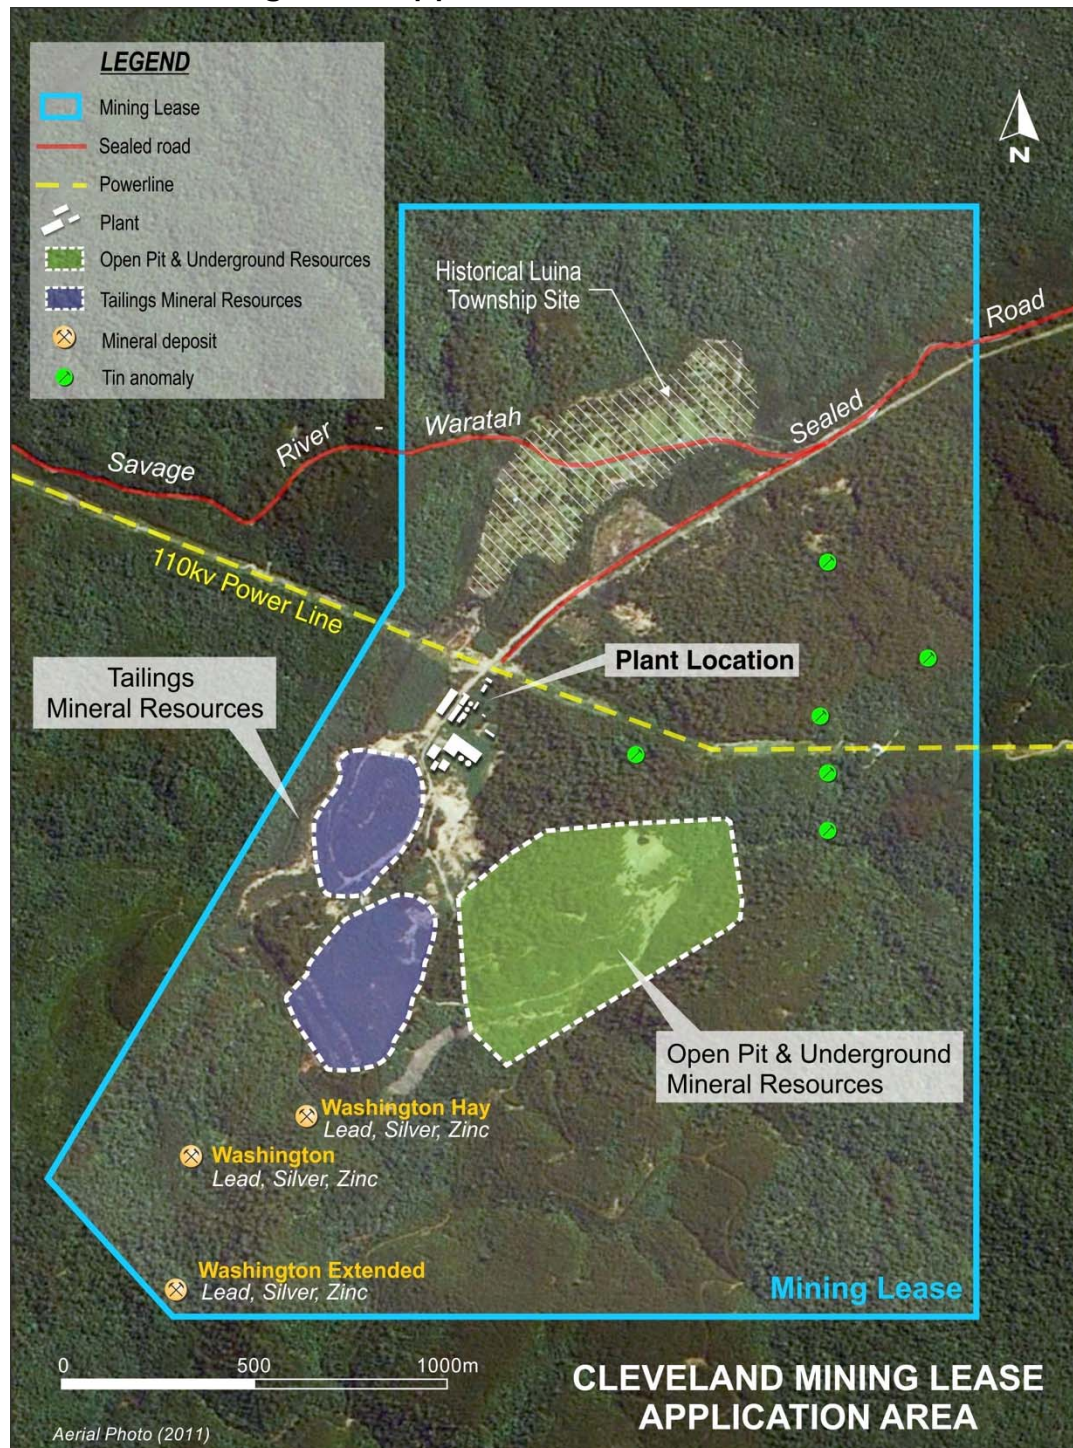 LEGEND
Mining Lease
Sealed road
Powerline
Plant
Open Pit & Underground Resources
Tailings Mineral Resources
Mineral deposit
Tin anomaly
N
Historical Luina
Township Site
Savage River - Waratah Sealed Road
110kv Power Line
Plant Location
Tailings
Mineral Resources
Open Pit & Underground
Mineral Resources
Washington Hay
Lead, Silver, Zinc
Washington
Lead, Silver, Zinc
Washington Extended
Lead, Silver, Zinc
Mining Lease
0 500 1000m
CLEVELAND MINING LEASE
APPLICATION AREA
Aerial Photo (2011)